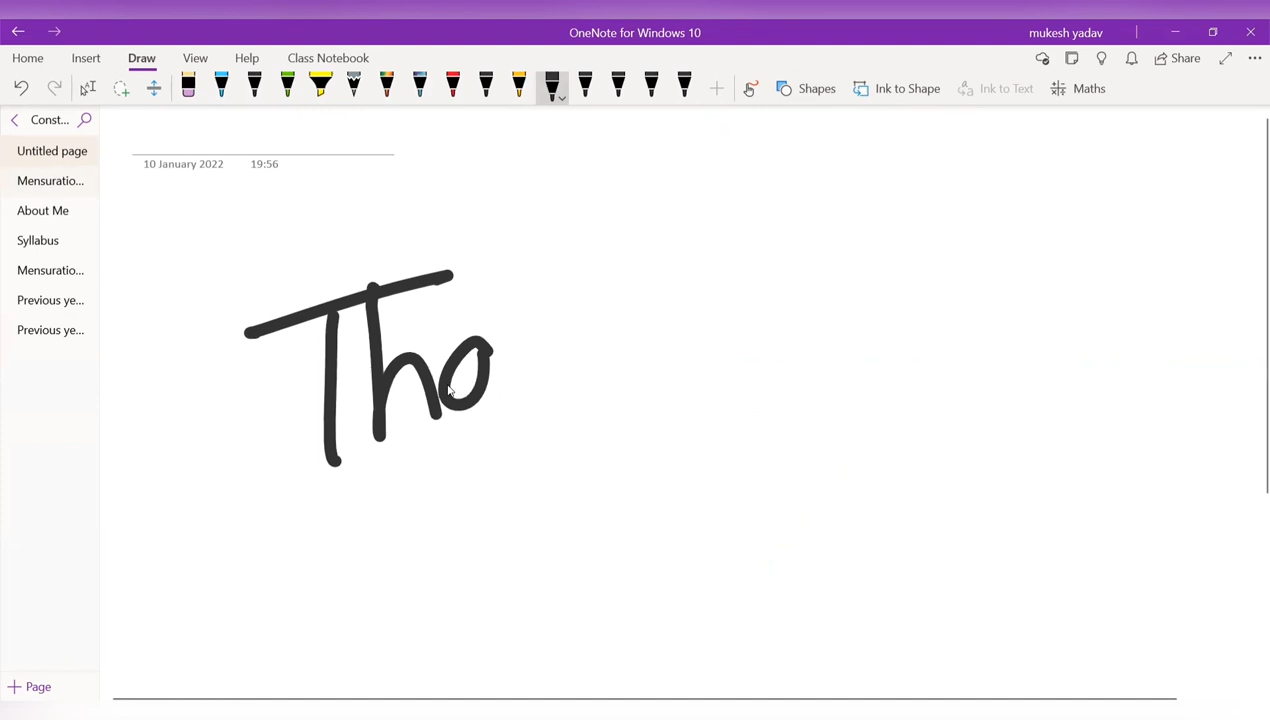 OneNote for Windows 10
mukesh yadav
Home Insert Draw View Help Class Notebook
Share
Shapes Ink to Shape Ink to Text Maths
Const...
Untitled page
Mensuratio...
About Me
Syllabus
Mensuratio...
Previous ye...
Previous ye...
Page
10 January 2022 19:56
Tho